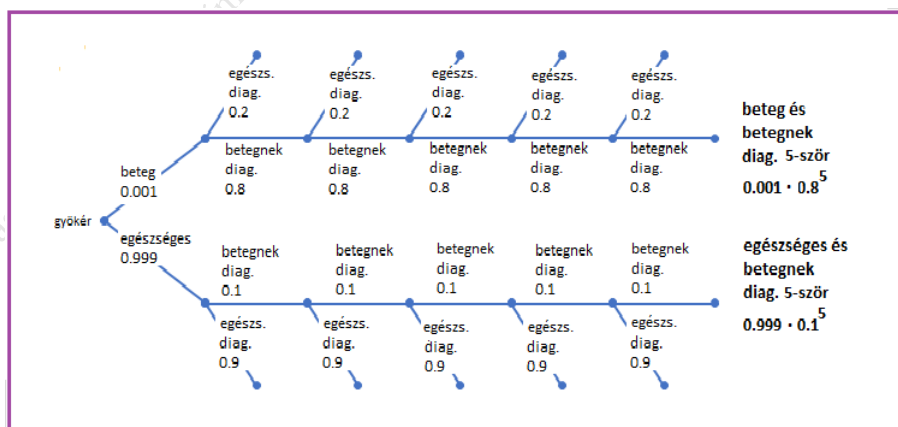 egészs.
diag.
0.2
egészs.
diag.
0.2
egészs.
diag.
0.2
egészs.
diag.
0.2
egészs.
diag.
0.2
betegnek
diag.
0.8
betegnek
diag.
0.8
betegnek
diag.
0.8
betegnek
diag.
0.8
betegnek
diag.
0.8
beteg és
betegnek
diag. 5-ször
0.001 · 0.8⁵
beteg
0.001
gyökér
egészséges
0.999
betegnek
diag.
0.1
betegnek
diag.
0.1
betegnek
diag.
0.1
betegnek
diag.
0.1
betegnek
diag.
0.1
egészs.
diag.
0.9
egészs.
diag.
0.9
egészs.
diag.
0.9
egészs.
diag.
0.9
egészs.
diag.
0.9
egészséges és
betegnek
diag. 5-ször
0.999 · 0.1⁵